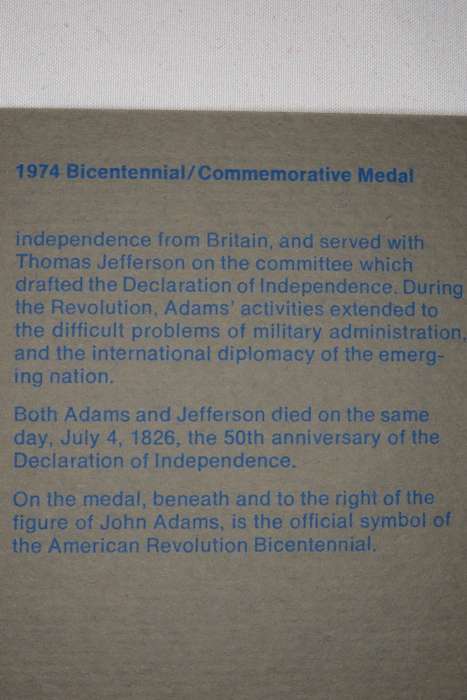 1974 Bicentennial/Commemorative Medal
independence from Britain, and served with
Thomas Jefferson on the committee which
drafted the Declaration of Independence. During
the Revolution, Adams' activities extended to
the difficult problems of military administration,
and the international diplomacy of the emerg-
ing nation.
Both Adams and Jefferson died on the same
day, July 4, 1826, the 50th anniversary of the
Declaration of Independence.
On the medal, beneath and to the right of the
figure of John Adams, is the official symbol of
the American Revolution Bicentennial.